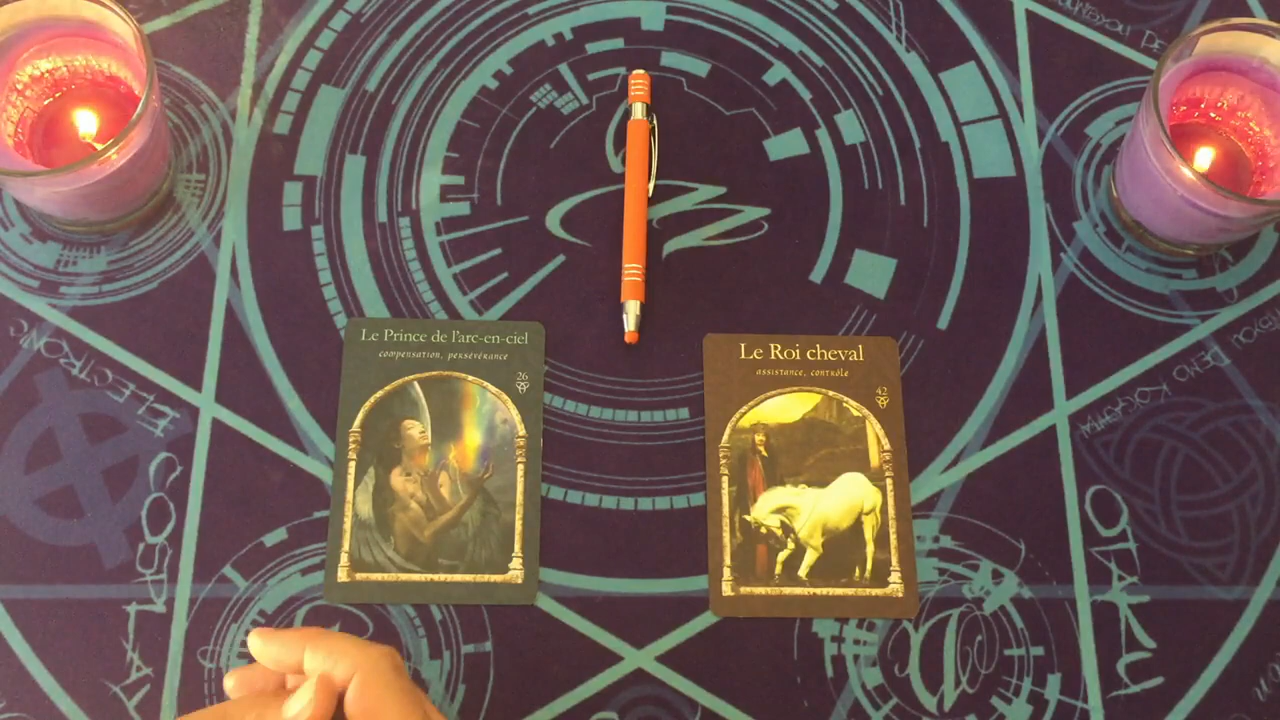 Le Prince de l'arc-en-ciel
compensation, persévérance
26
Le Roi cheval
assistance, contrôle
42
ELECTRONIC
COSPLAY
OTAKU